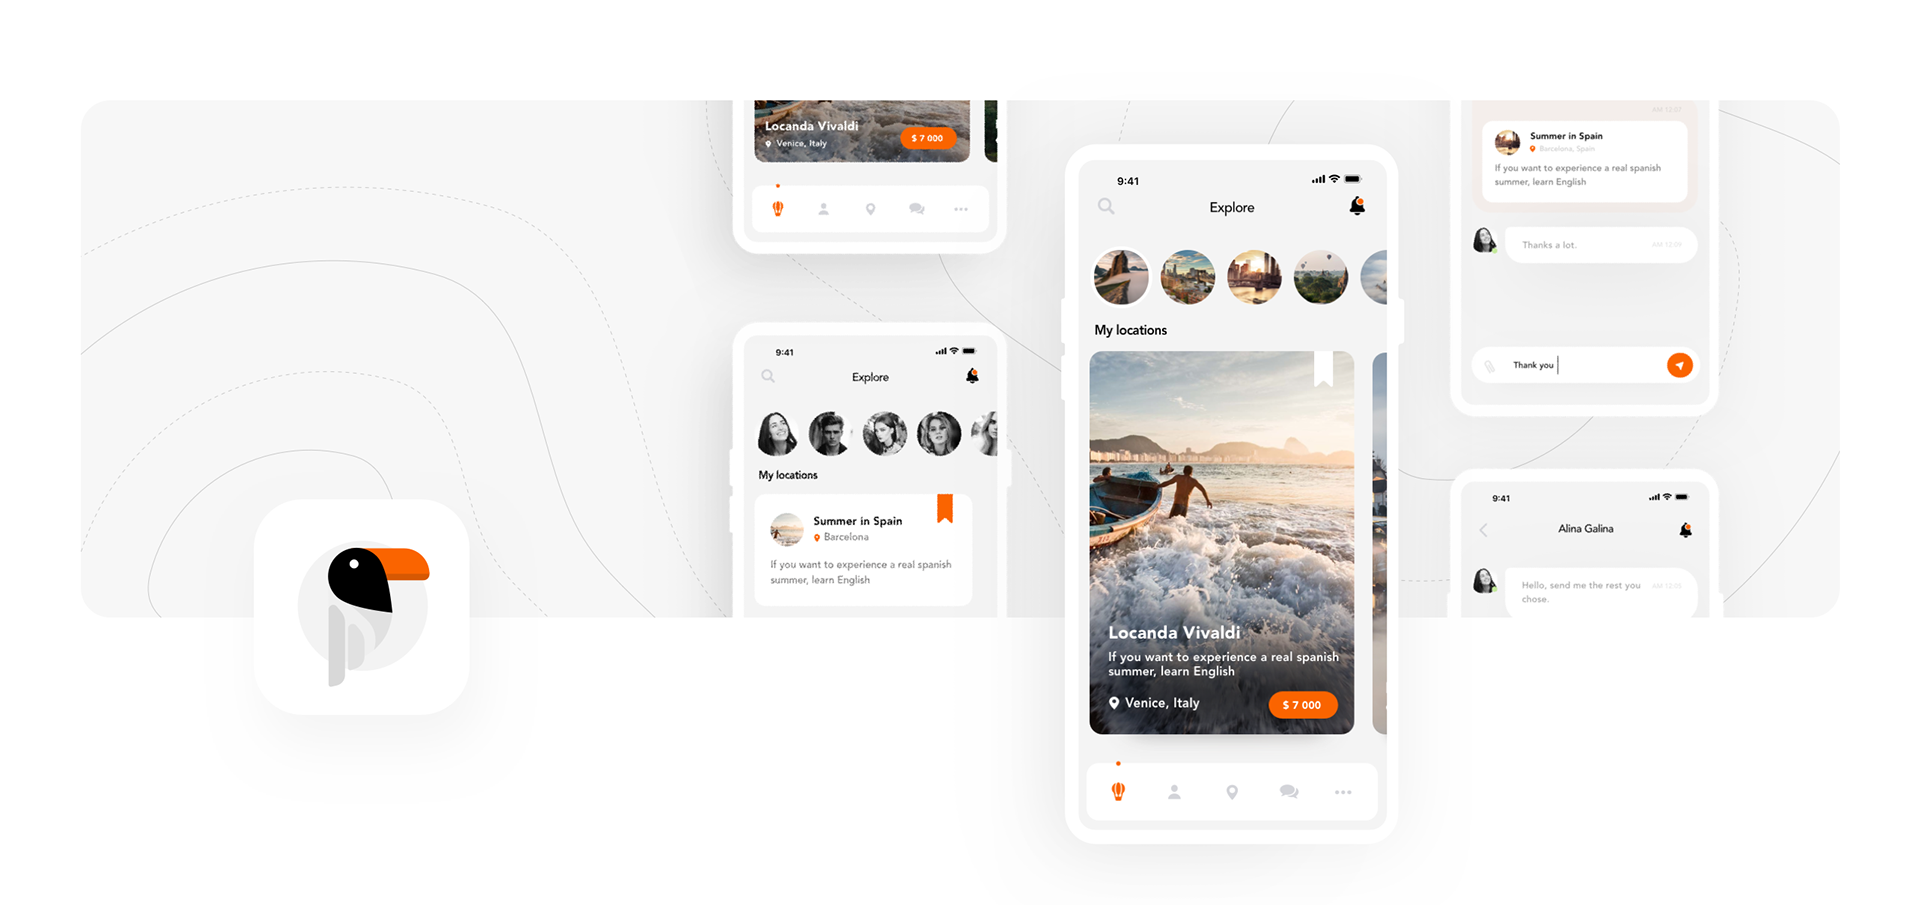 Locanda Vivaldi
Venice, Italy
$ 7 000
9:41
Explore
My locations
Summer in Spain
Barcelona
If you want to experience a real spanish
summer, learn English
9:41
Explore
My locations
Locanda Vivaldi
If you want to experience a real spanish
summer, learn English
Venice, Italy
$ 7 000
AM 12:07
Summer in Spain
Barcelona, Spain
If you want to experience a real spanish
summer, learn English
Thanks a lot.
Thank you
9:41
Alina Galina
Hello, send me the rest you
chose.